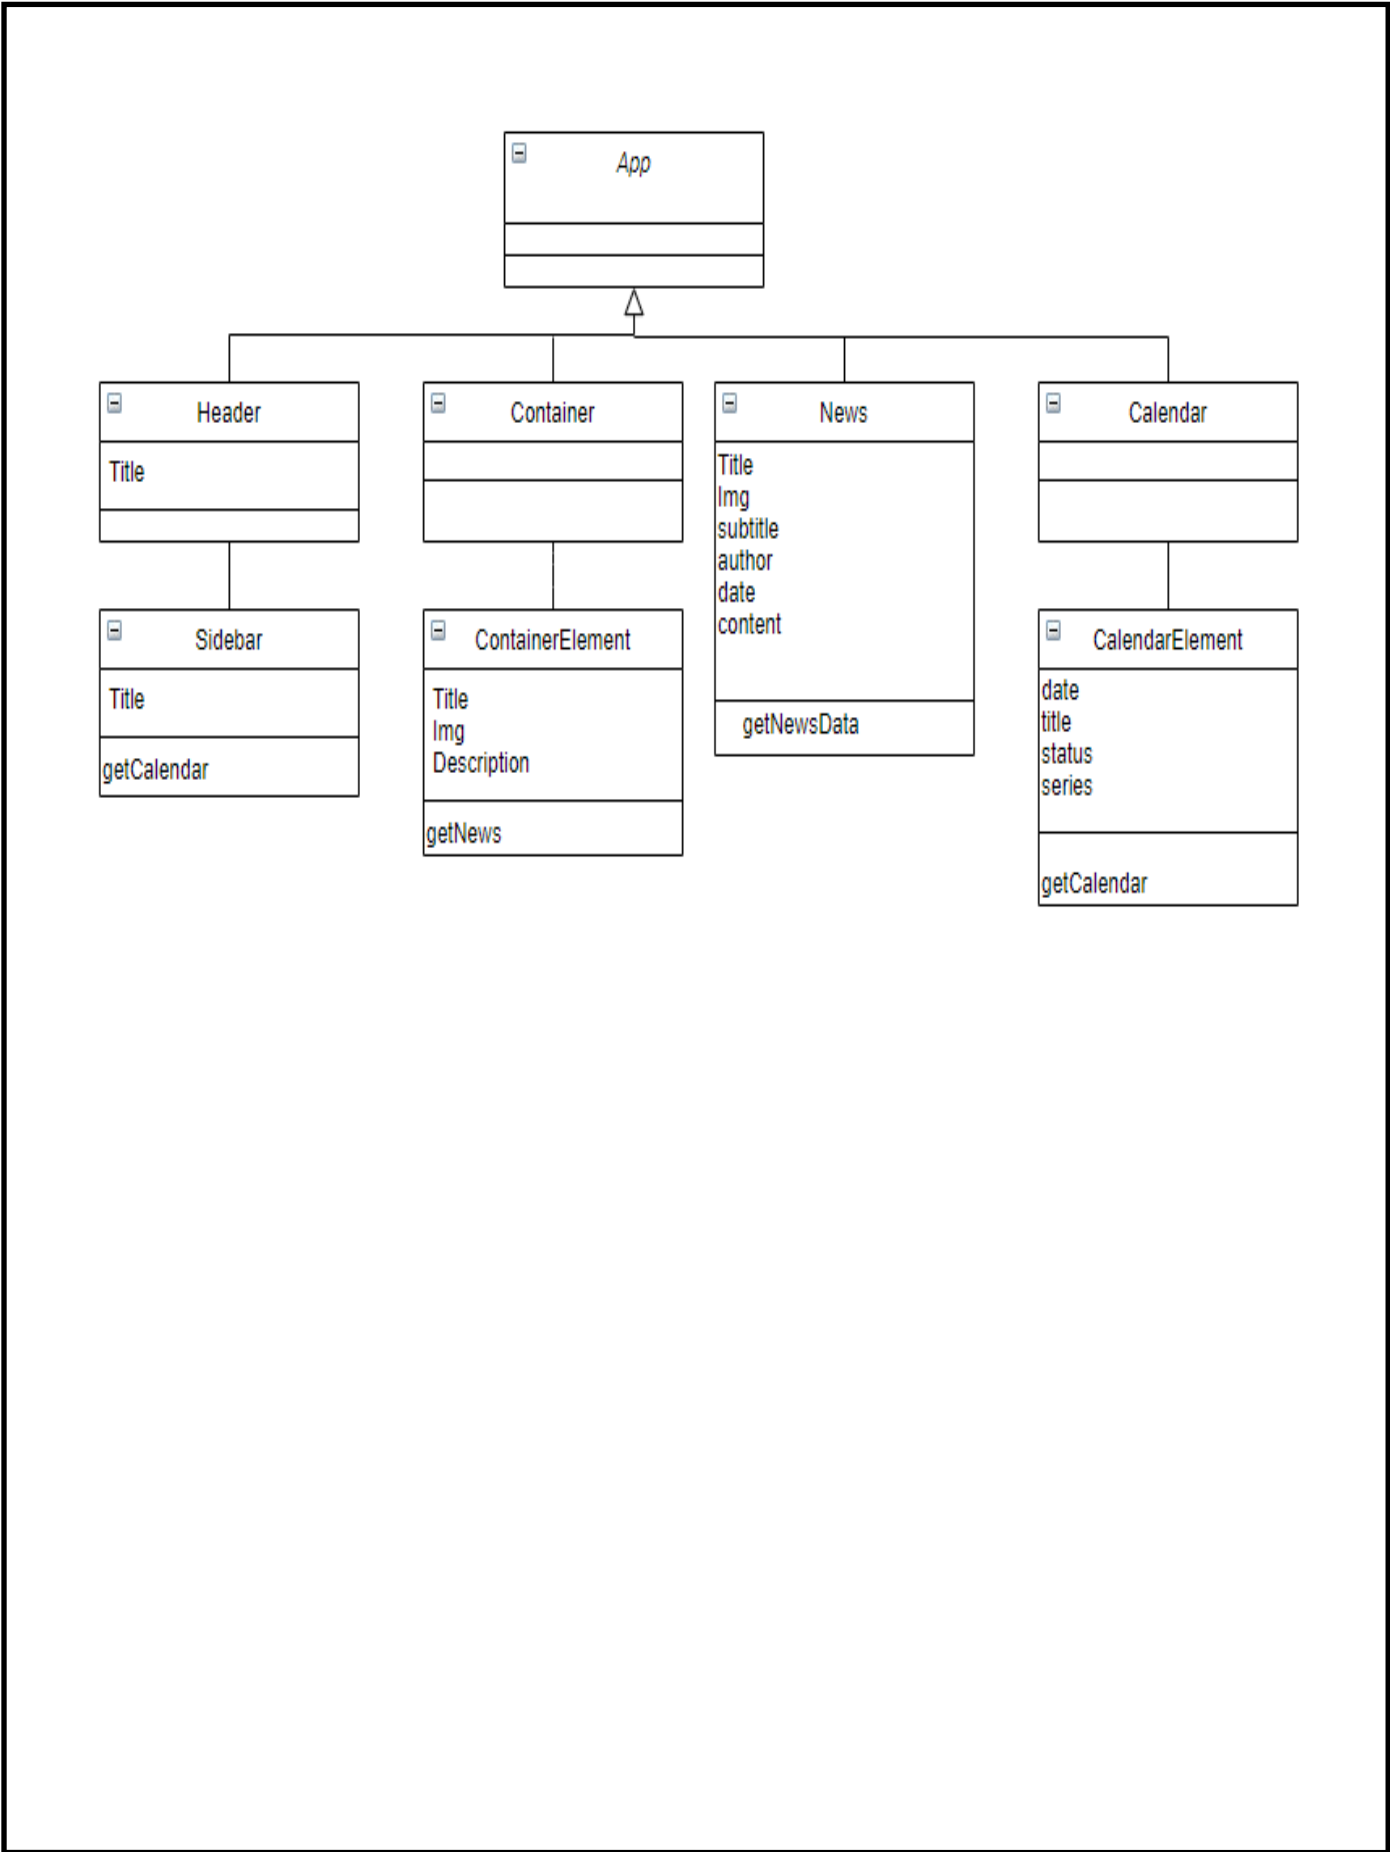 App
Header
Title
Sidebar
Title
getCalendar
Container
ContainerElement
Title
Img
Description
getNews
News
Title
Img
subtitle
author
date
content
getNewsData
Calendar
CalendarElement
date
title
status
series
getCalendar